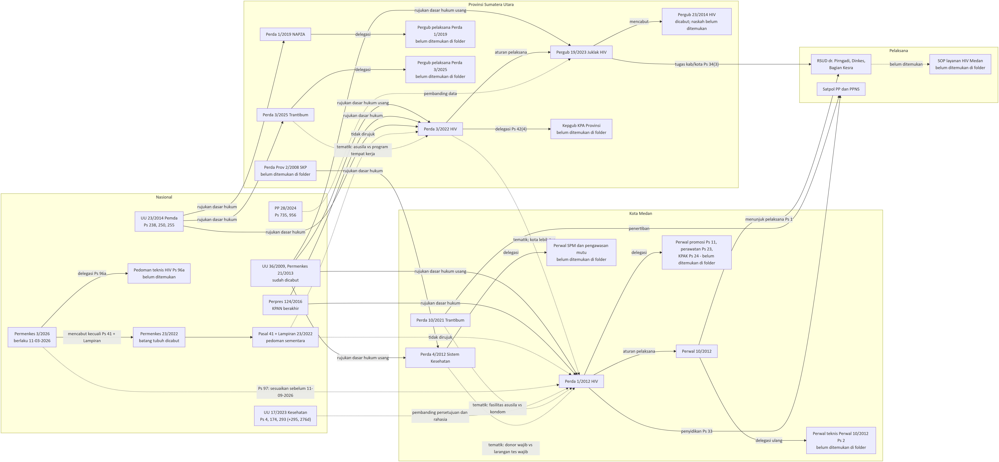 Provinsi Sumatera Utara
rujukan dasar hukum usang
Pergub 23/2014 HIV
dicabut; naskah belum
ditemukan
mencabut
Perda 1/2019 NAPZA
delegasi
Pergub pelaksana Perda
1/2019
belum ditemukan di folder
aturan pelaksana
Pergub 19/2023 Juklak HIV
Pergub pelaksana Perda
3/2025
belum ditemukan di folder
delegasi
tugas kab/kota Ps 34(3)
pembanding data
rujukan dasar hukum usang
Perda 3/2025 Trantibum
rujukan dasar hukum
tidak dirujuk
Perda 3/2022 HIV
delegasi Ps 42(4)
Kepgub KPA Provinsi
belum ditemukan di folder
tematik: asusila vs program
tempat kerja
Perda Prov 2/2008 SKP
belum ditemukan di folder
rujukan dasar hukum
Pelaksana
RSUD dr. Pirngadi, Dinkes,
Bagian Kesra
belum ditemukan
SOP layanan HIV Medan
belum ditemukan di folder
Satpol PP dan PPNS
Nasional
rujukan dasar hukum
PP 28/2024
Ps 735, 956
UU 23/2014 Pemda
Ps 238, 250, 255
rujukan dasar hukum
rujukan dasar hukum
UU 36/2009, Permenkes
21/2013
sudah dicabut
delegasi Ps 96a
Pedoman teknis HIV Ps 96a
belum ditemukan
Perpres 124/2016
KPAN berakhir
Permenkes 3/2026
berlaku 11-03-2026
mencabut kecuali Ps 41 +
Lampiran
Permenkes 23/2022
batang tubuh dicabut
Pasal 41 + Lampiran 23/2022
pedoman sementara
rujukan dasar hukum usang
Ps 97: sesuaikan sebelum 11-
09-2026
UU 17/2023 Kesehatan
Ps 4, 174, 293 (+295, 276d)
Kota Medan
menunjuk pelaksana Ps 1
penertiban
tematik; kota lebih
Perwal SPM dan pengawasan
mutu
belum ditemukan di folder
delegasi
delegasi
Perwal promosi Ps 11,
perawatan Ps 23,
KPAK Ps 24 - belum
ditemukan di folder
rujukan dasar hukum usang
rujukan dasar hukum
Perda 10/2021 Trantibum
tidak dirujuk
Perda 4/2012 Sistem
Kesehatan
aturan pelaksana
Perwal 10/2012
Perda 1/2012 HIV
tematik: fasilitas asusila vs
kondom
pembanding persetujuan dan
rahasia
penyidikan Ps 33
delegasi ulang
Perwal teknis Perwal 10/2012
Ps 2
belum ditemukan di folder
tematik: donor wajib vs
larangan tes wajib